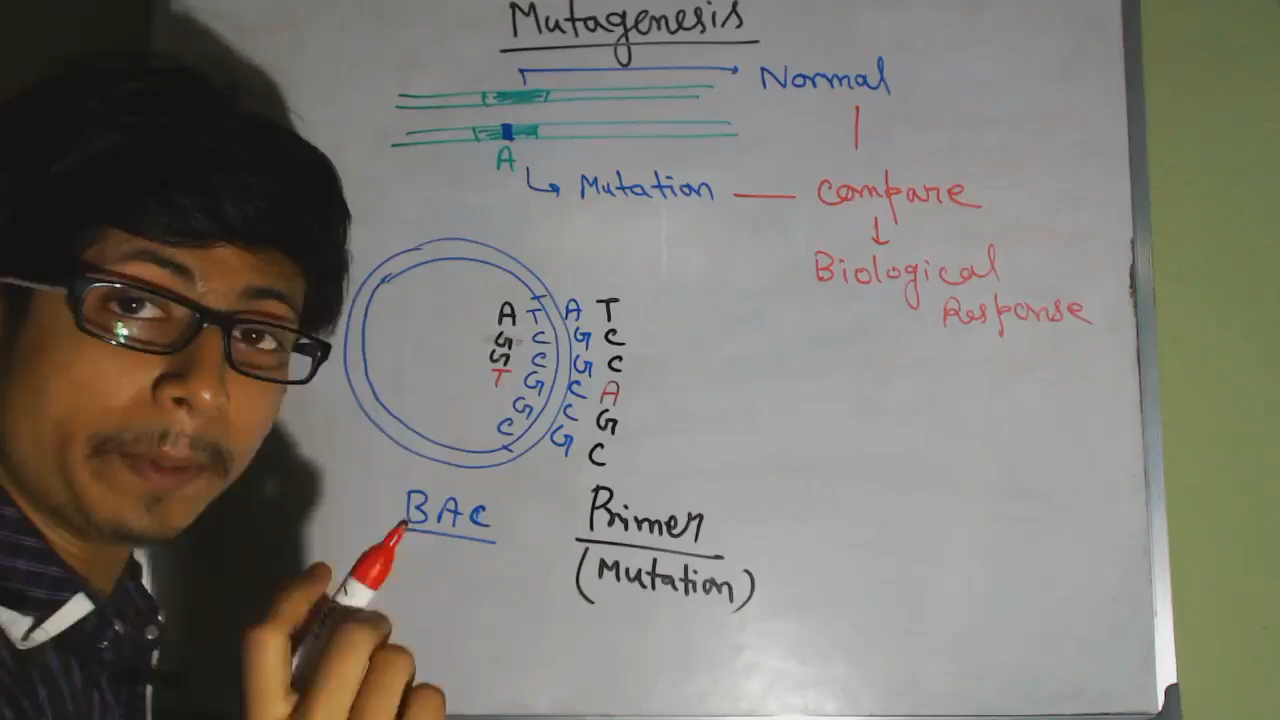 Mutagenesis
Normal
A
Mutation
Compare
Biological
Response
A T A T
G C G C
G C G C
T G C A
G C G
C G C
BAC
Primer
(Mutation)